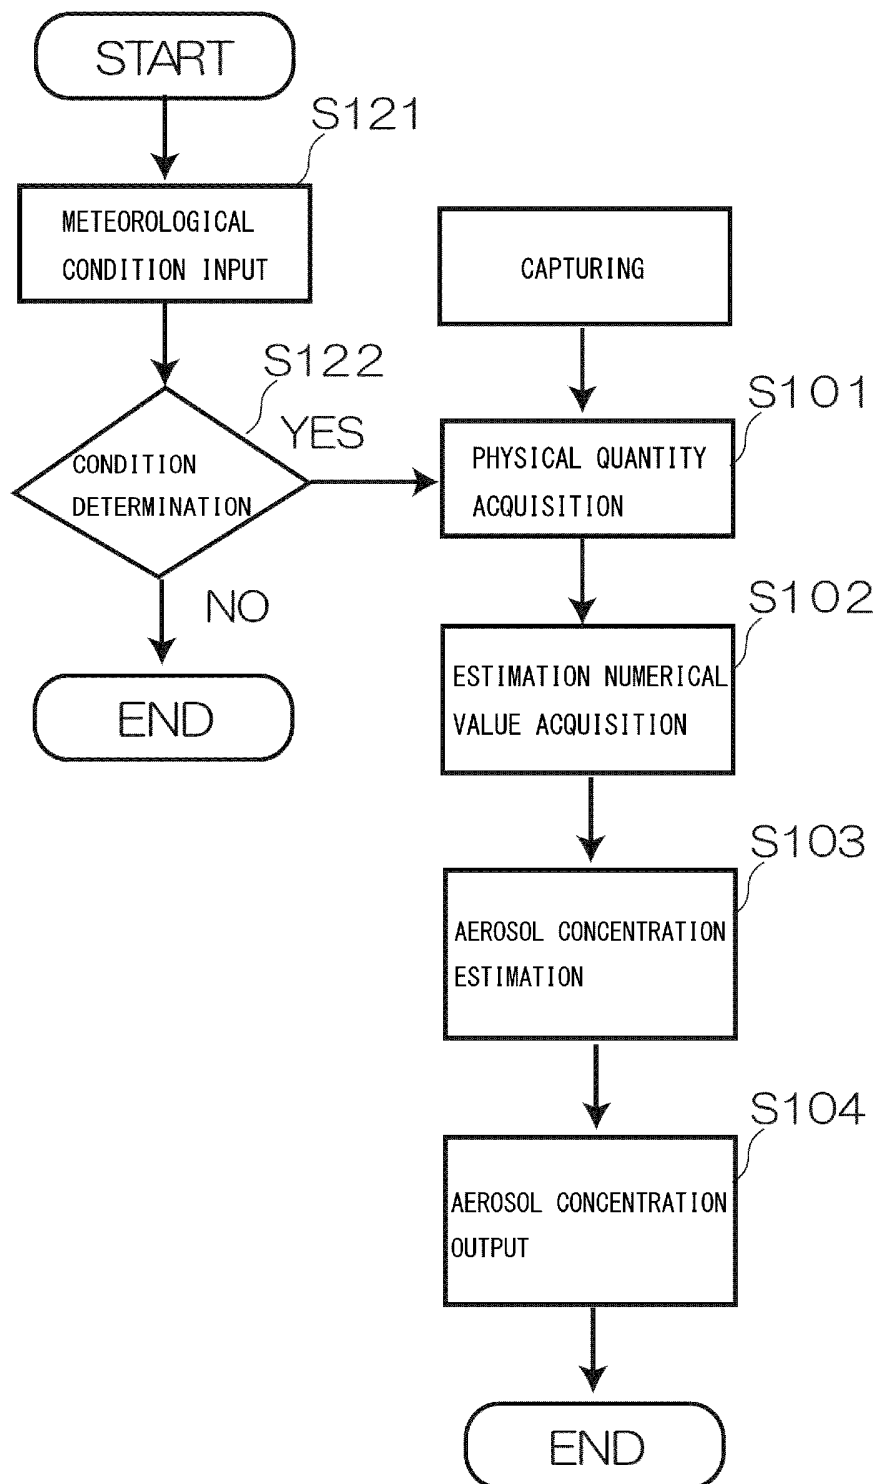 START
S121
METEOROLOGICAL
CONDITION INPUT
S122
CONDITION
DETERMINATION
YES
NO
END
CAPTURING
S101
PHYSICAL QUANTITY
ACQUISITION
S102
ESTIMATION NUMERICAL
VALUE ACQUISITION
S103
AEROSOL CONCENTRATION
ESTIMATION
S104
AEROSOL CONCENTRATION
OUTPUT
END